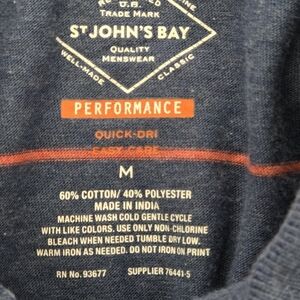 U.S.
TRADE MARK
ST JOHN'S BAY
QUALITY
MENSWEAR
WELL-MADE
CLASSIC
PERFORMANCE
QUICK-DRI
EASY CARE
M
60% COTTON/ 40% POLYESTER
MADE IN INDIA
MACHINE WASH COLD GENTLE CYCLE
WITH LIKE COLORS. USE ONLY NON-CHLORINE
BLEACH WHEN NEEDED TUMBLE DRY LOW.
WARM IRON AS NEEDED. DO NOT IRON ON PRINT
RN No. 93677 SUPPLIER 76441-5